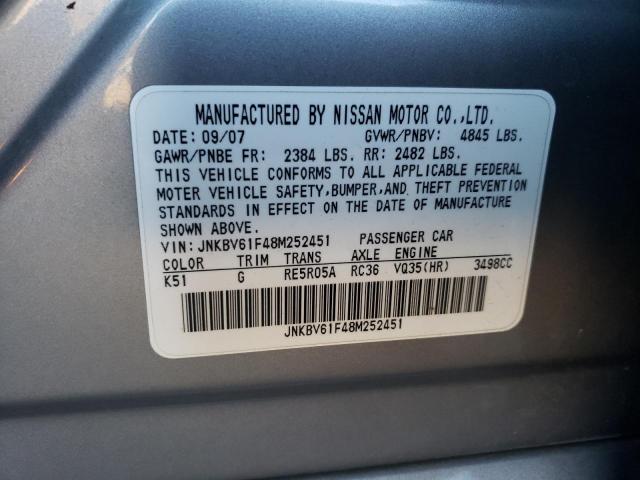 MANUFACTURED BY NISSAN MOTOR CO.,LTD.
DATE: 09/07 GVWR/PNBV: 4845 LBS.
GAWR/PNBE FR: 2384 LBS. RR: 2482 LBS.
THIS VEHICLE CONFORMS TO ALL APPLICABLE FEDERAL
MOTOR VEHICLE SAFETY,BUMPER,AND THEFT PREVENTION
STANDARDS IN EFFECT ON THE DATE OF MANUFACTURE
SHOWN ABOVE.
VIN: JNKBV61F48M252451 PASSENGER CAR
COLOR TRIM TRANS AXLE ENGINE
K51 G RE5R05A RC36 VQ35(HR) 3498CC
JNKBV61F48M252451